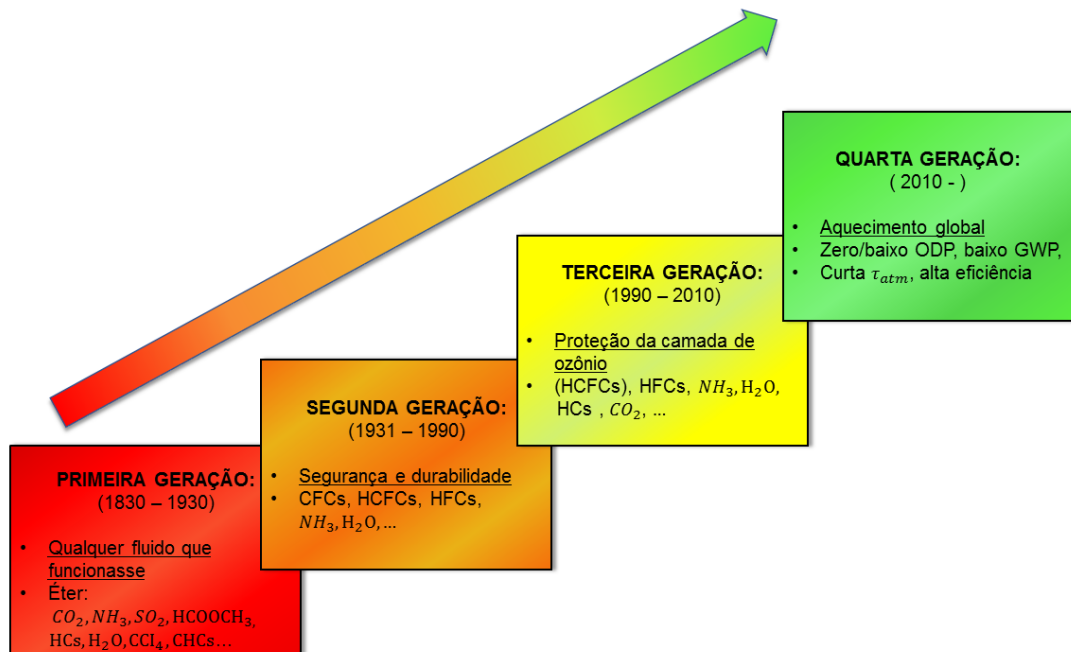 PRIMEIRA GERAÇÃO:
(1830 – 1930)
• Qualquer fluido que
funcionasse
• Éter:
CO₂, NH₃, SO₂, HCOOCH₃,
HCs, H₂O, CCl₄, CHCs…
SEGUNDA GERAÇÃO:
(1931 – 1990)
• Segurança e durabilidade
• CFCs, HCFCs, HFCs,
NH₃, H₂O, …
TERCEIRA GERAÇÃO:
(1990 – 2010)
• Proteção da camada de
ozônio
• (HCFCs), HFCs, NH₃, H₂O,
HCs , CO₂, …
QUARTA GERAÇÃO:
( 2010 - )
• Aquecimento global
• Zero/baixo ODP, baixo GWP,
• Curta τₐₜₘ, alta eficiência